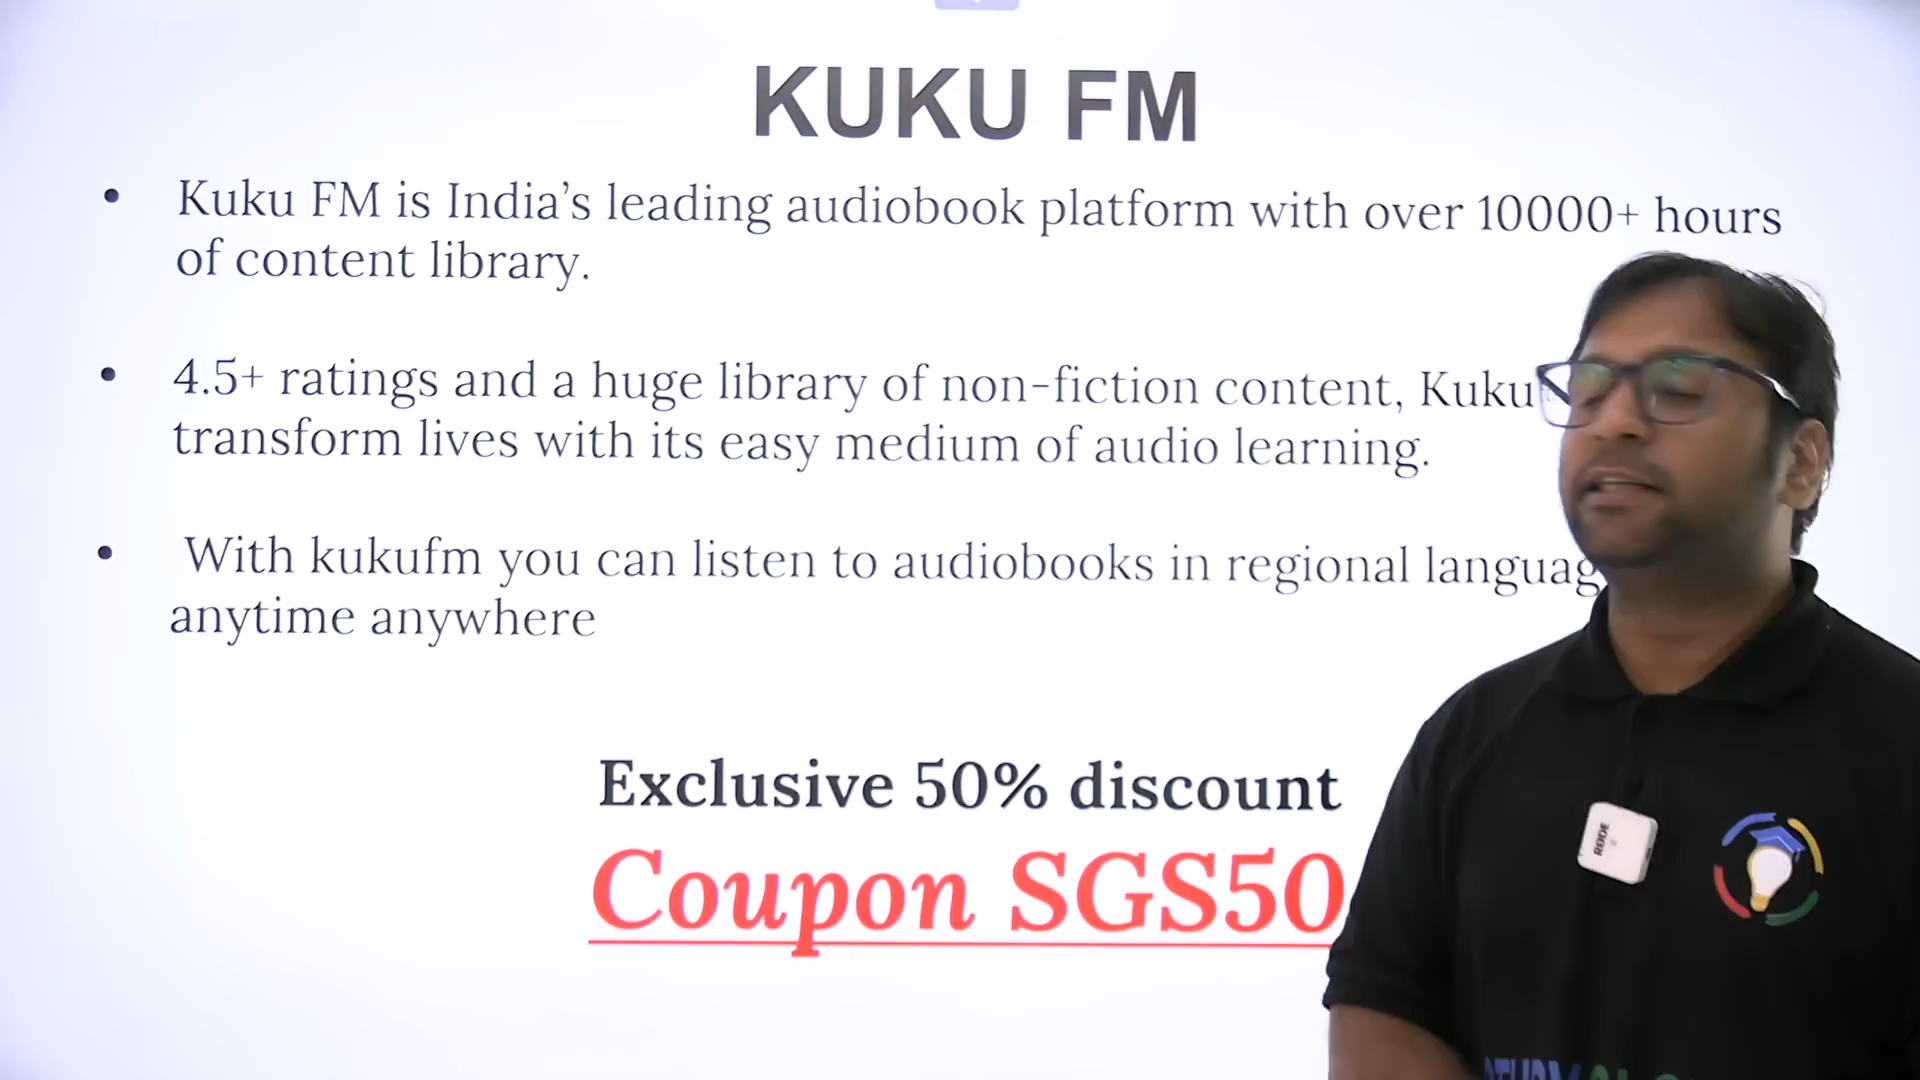 KUKU FM
• Kuku FM is India’s leading audiobook platform with over 10000+ hours
of content library.
• 4.5+ ratings and a huge library of non-fiction content, Kuku
transform lives with its easy medium of audio learning.
• With kukufm you can listen to audiobooks in regional
anytime anywhere
Exclusive 50% discount
Coupon SGS50
RØDE